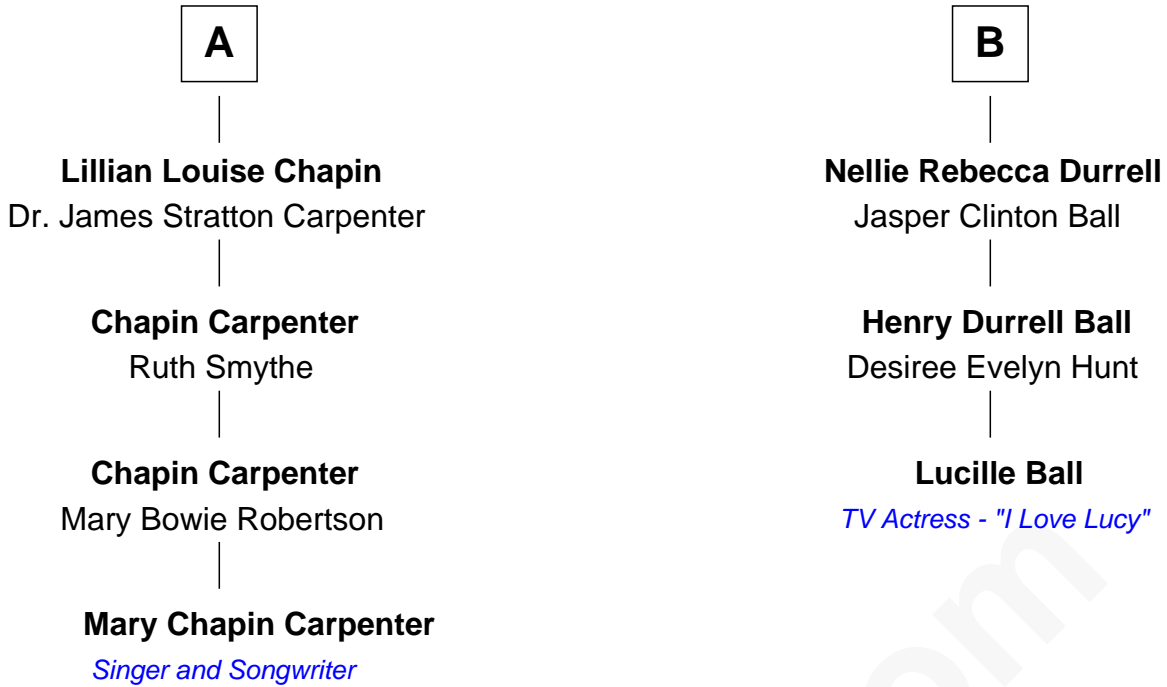 A
Lillian Louise Chapin
Dr. James Stratton Carpenter
Chapin Carpenter
Ruth Smythe
Chapin Carpenter
Mary Bowie Robertson
Mary Chapin Carpenter
Singer and Songwriter
B
Nellie Rebecca Durrell
Jasper Clinton Ball
Henry Durrell Ball
Desiree Evelyn Hunt
Lucille Ball
TV Actress - "I Love Lucy"
om